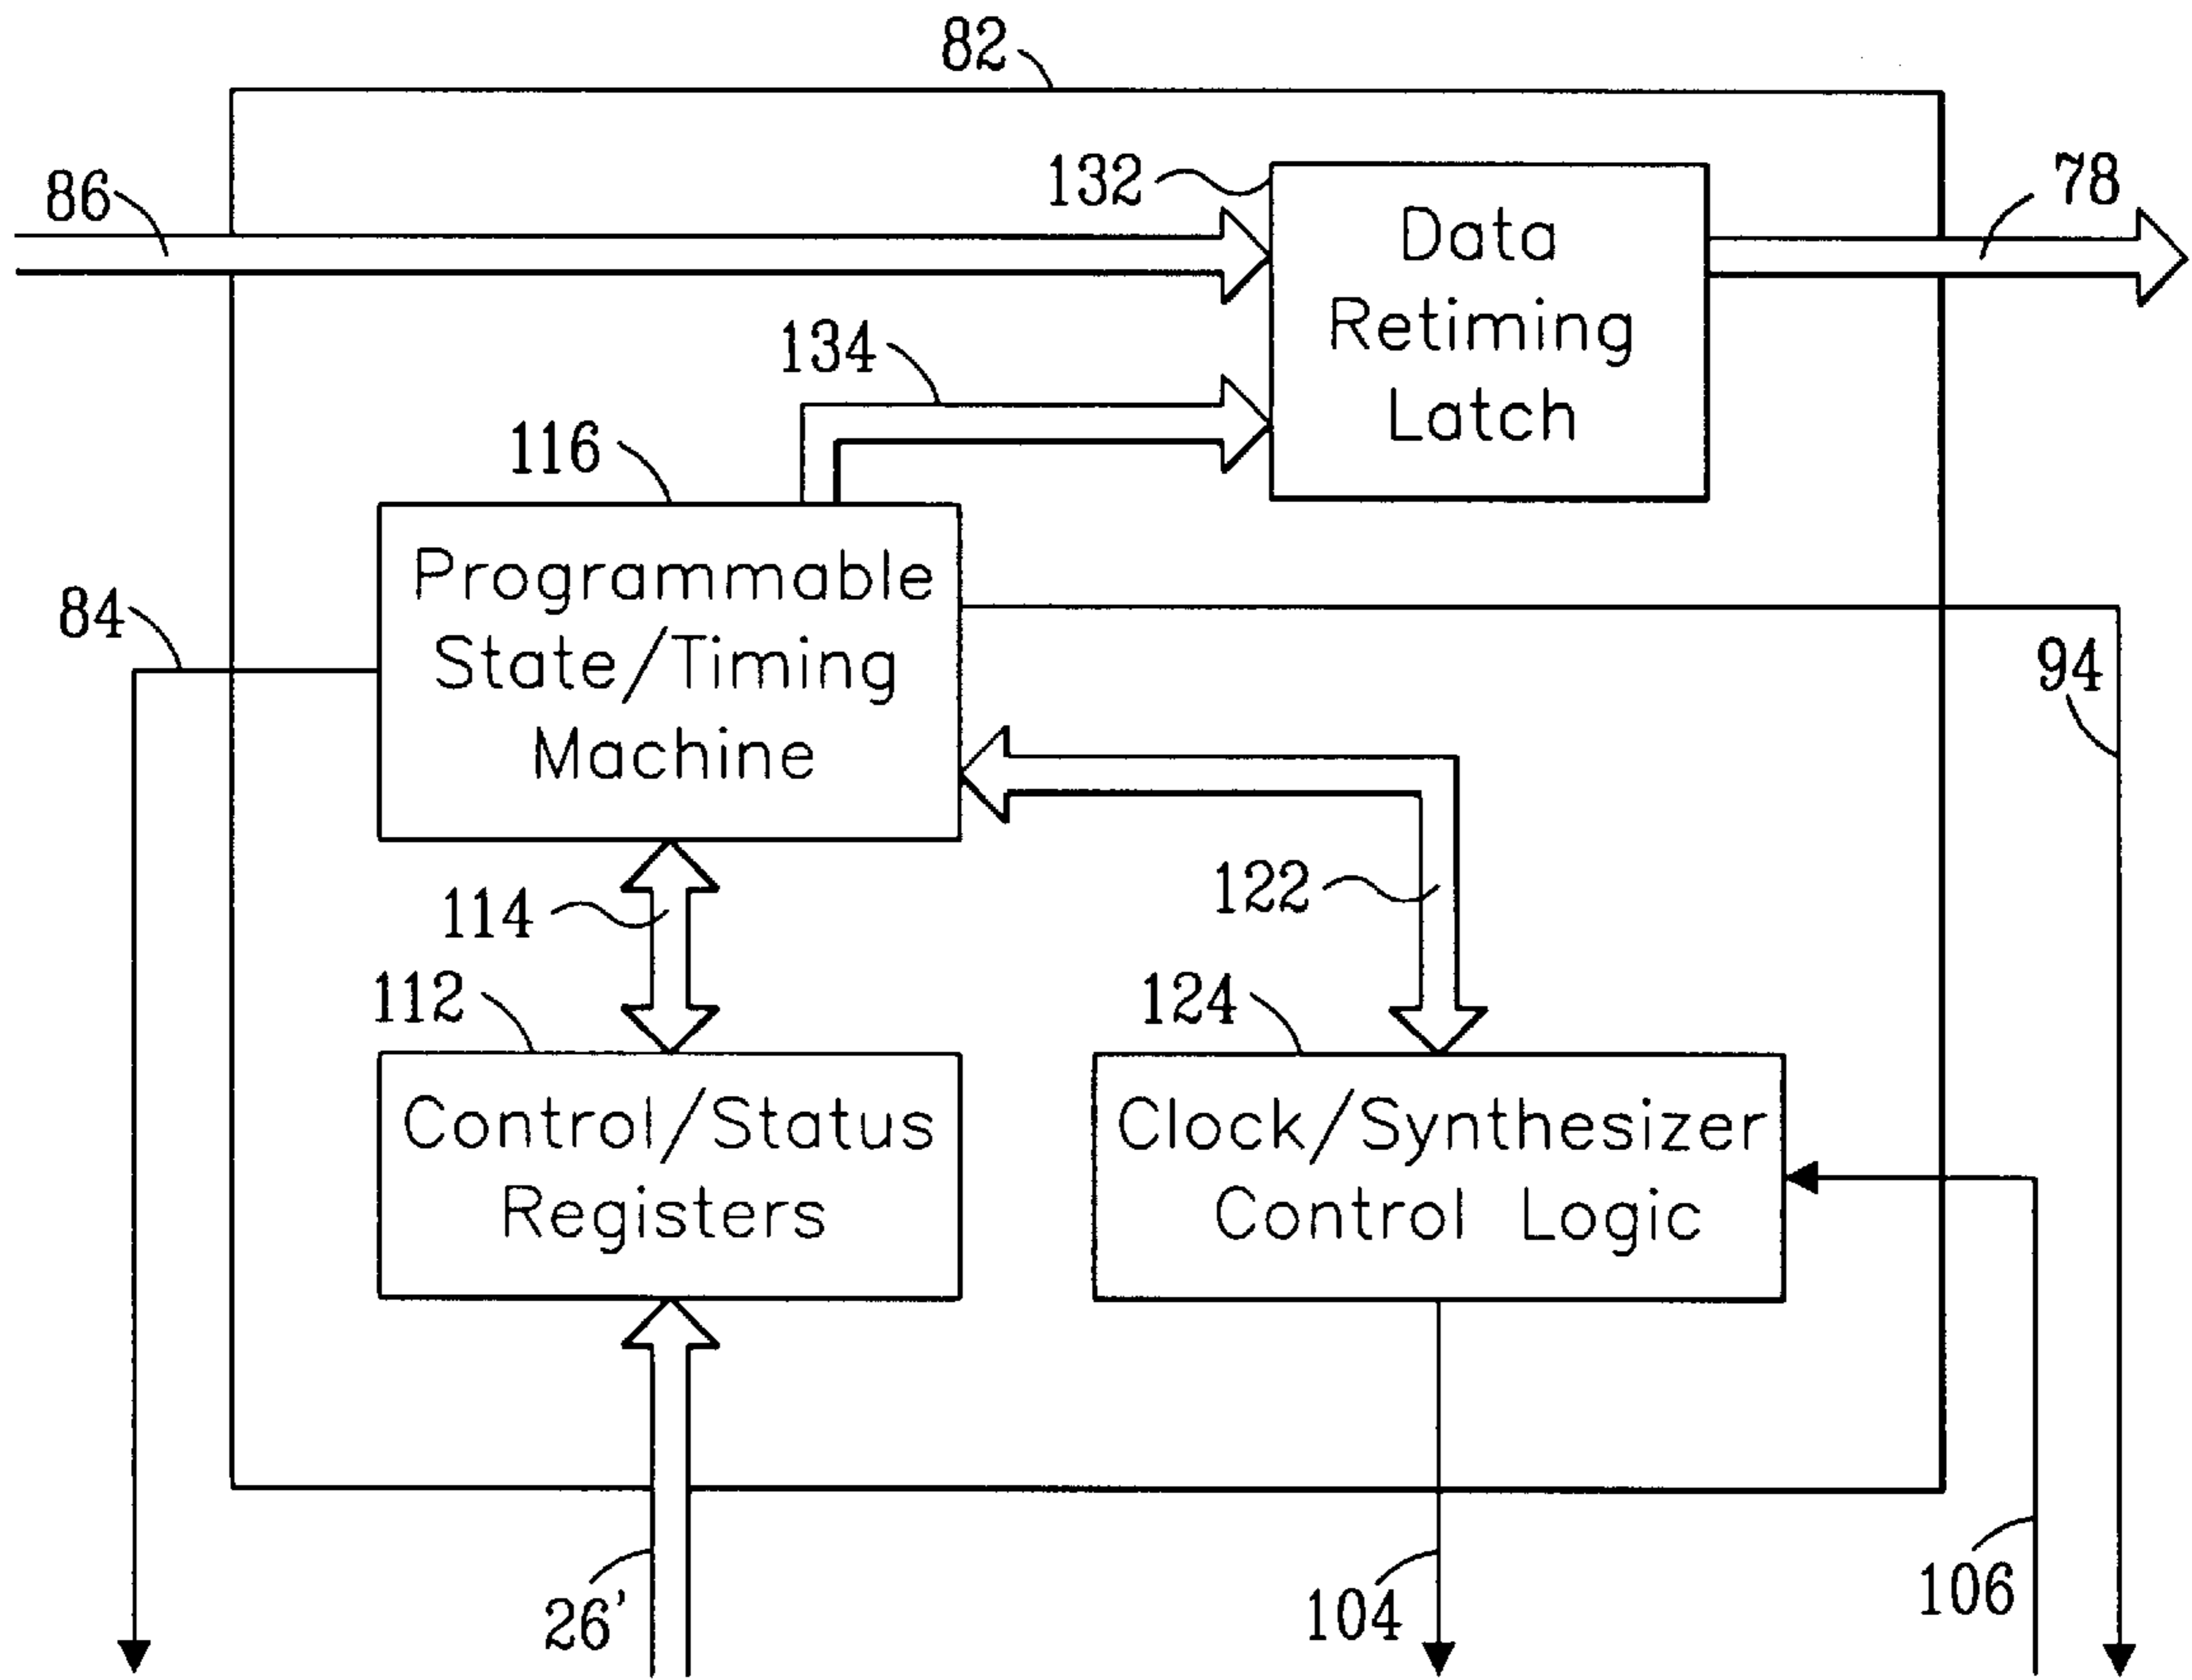 82
86
132
78
Data
Retiming
Latch
134
116
Programmable
State/Timing
Machine
84
94
114
122
112
124
Control/Status
Registers
Clock/Synthesizer
Control Logic
26'
104
106